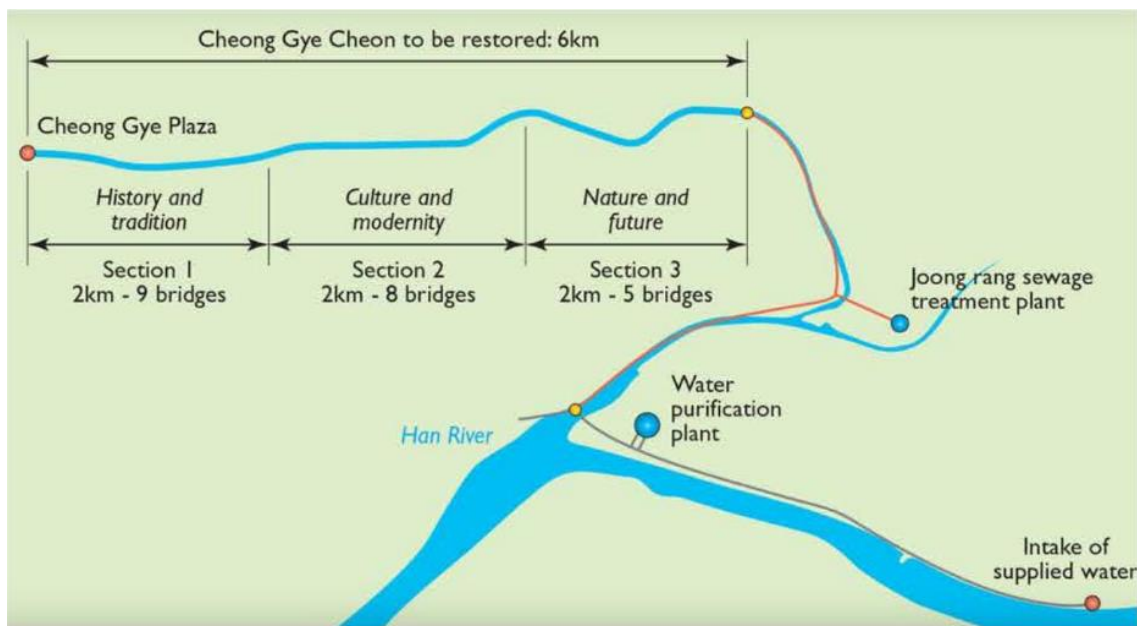 Cheong Gye Cheon to be restored: 6km
Cheong Gye Plaza
History and
tradition
Culture and
modernity
Nature and
future
Section 1
2km - 9 bridges
Section 2
2km - 8 bridges
Section 3
2km - 5 bridges
Joong rang sewage
treatment plant
Water
purification
plant
Han River
Intake of
supplied water